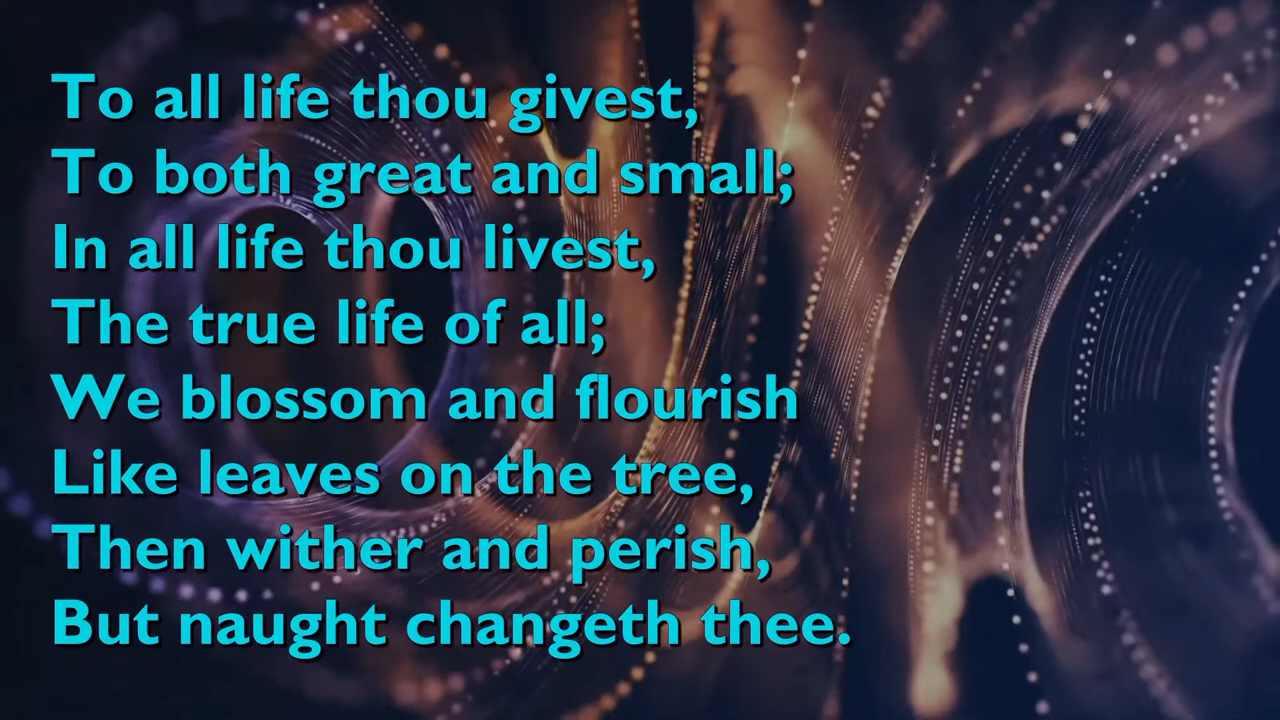 To all life thou givest,
To both great and small;
In all life thou livest,
The true life of all;
We blossom and flourish
Like leaves on the tree,
Then wither and perish,
But naught changeth thee.